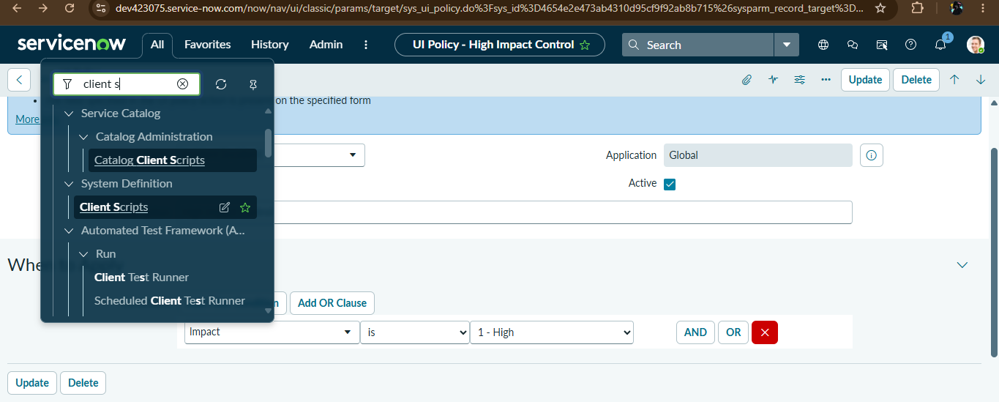 dev423075.service-now.com/now/nav/ui/classic/params/target/sys_ui_policy.do%3Fsys_id%3D4654e2e473ab4310d95cf9f92ab8b715%26sysparm_record_target%3D...
servicenow All Favorites History Admin UI Policy - High Impact Control Search 1
client s Update Delete
on the specified form
More
Service Catalog
Catalog Administration
Catalog Client Scripts Application Global
System Definition Active
Client Scripts
Automated Test Framework (A...
Run
When
Client Test Runner
Scheduled Client Test Runner Add OR Clause
Impact is 1 - High AND OR
Update Delete